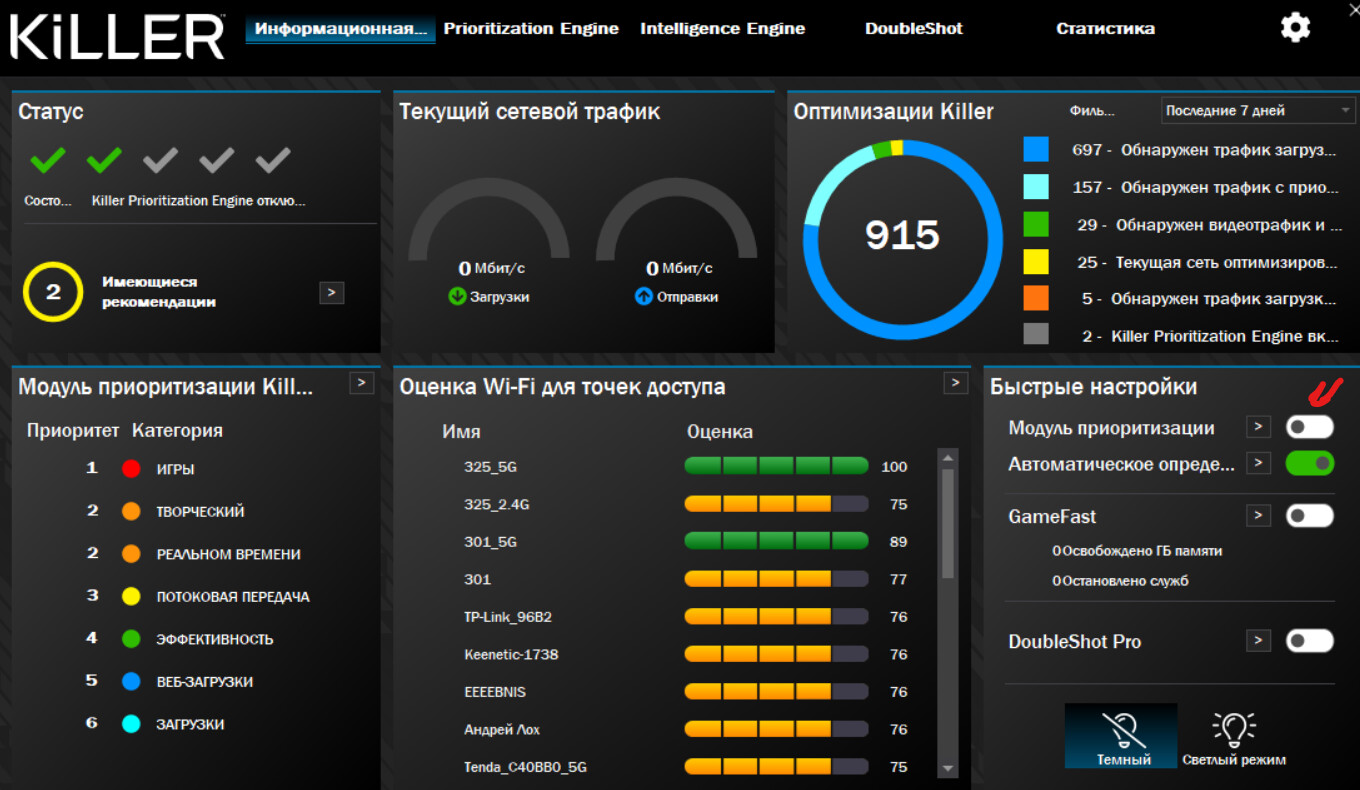 KiLLER
Информационная...
Prioritization Engine
Intelligence Engine
DoubleShot
Статистика
Статус
Состо...
Killer Prioritization Engine отклю...
2
Имеющиеся
рекомендации
>
Текущий сетевой трафик
0 Мбит/с
Загрузки
0 Мбит/с
Отправки
Оптимизации Killer
Филь...
Последние 7 дней
915
697 - Обнаружен трафик загруз...
157 - Обнаружен трафик с прио...
29 - Обнаружен видеотрафик и ...
25 - Текущая сеть оптимизиров...
5 - Обнаружен трафик загрузк...
2 - Killer Prioritization Engine вк...
Модуль приоритизации Kill...
>
Приоритет Категория
1 ИГРЫ
2 ТВОРЧЕСКИЙ
2 РЕАЛЬНОМ ВРЕМЕНИ
3 ПОТОКОВАЯ ПЕРЕДАЧА
4 ЭФФЕКТИВНОСТЬ
5 ВЕБ-ЗАГРУЗКИ
6 ЗАГРУЗКИ
Оценка Wi-Fi для точек доступа
>
Имя Оценка
325_5G 100
325_2.4G 75
301_5G 89
301 77
TP-Link_96B2 76
Keenetic-1738 76
EEEEBNIS 76
Андрей Лох 76
Tenda_C40BB0_5G 75
Быстрые настройки
Модуль приоритизации >
Автоматическое опреде... >
GameFast >
0 Освобождено ГБ памяти
0 Остановлено служб
DoubleShot Pro >
Темный
Светлый режим